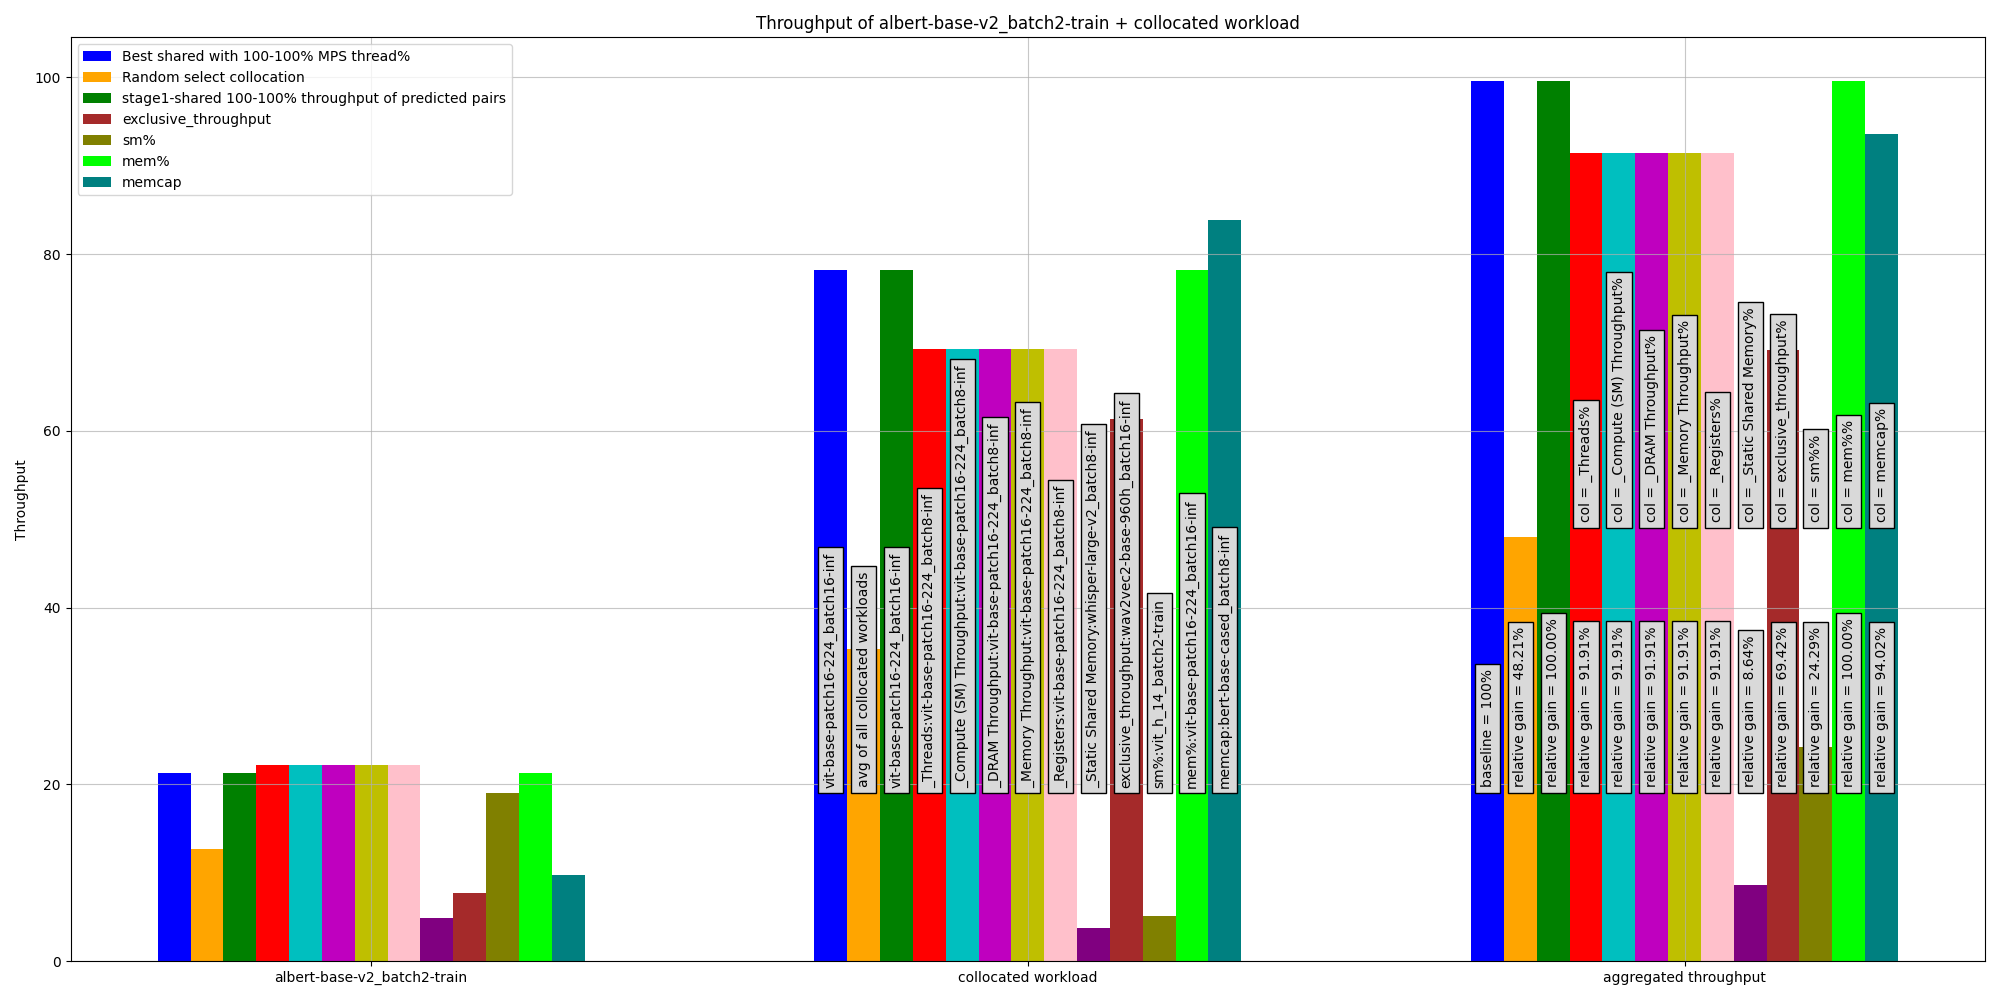 Throughput of albert-base-v2_batch2-train + collocated workload
Best shared with 100-100% MPS thread%
Random select collocation
stage1-shared 100-100% throughput of predicted pairs
exclusive_throughput
sm%
mem%
memcap
Throughput
100
80
60
40
20
0
vit-base-patch16-224_batch16-inf
avg of all collocated workloads
vit-base-patch16-224_batch16-inf
_Threads:vit-base-patch16-224_batch8-inf
_Compute (SM) Throughput:vit-base-patch16-224_batch8-inf
_DRAM Throughput:vit-base-patch16-224_batch8-inf
_Memory Throughput:vit-base-patch16-224_batch8-inf
_Registers:vit-base-patch16-224_batch8-inf
_Static Shared Memory:whisper-large-v2_batch8-inf
exclusive_throughput:wav2vec2-base-960h_batch16-inf
sm%:vit_h_14_batch2-train
mem%:vit-base-patch16-224_batch16-inf
memcap:bert-base-cased_batch8-inf
col = _Threads%
col = _Compute (SM) Throughput%
col = _DRAM Throughput%
col = _Memory Throughput%
col = _Registers%
col = _Static Shared Memory%
col = exclusive_throughput%
col = sm%%
col = mem%%
col = memcap%
baseline = 100%
relative gain = 48.21%
relative gain = 100.00%
relative gain = 91.91%
relative gain = 91.91%
relative gain = 91.91%
relative gain = 91.91%
relative gain = 91.91%
relative gain = 8.64%
relative gain = 69.42%
relative gain = 24.29%
relative gain = 100.00%
relative gain = 94.02%
albert-base-v2_batch2-train
collocated workload
aggregated throughput